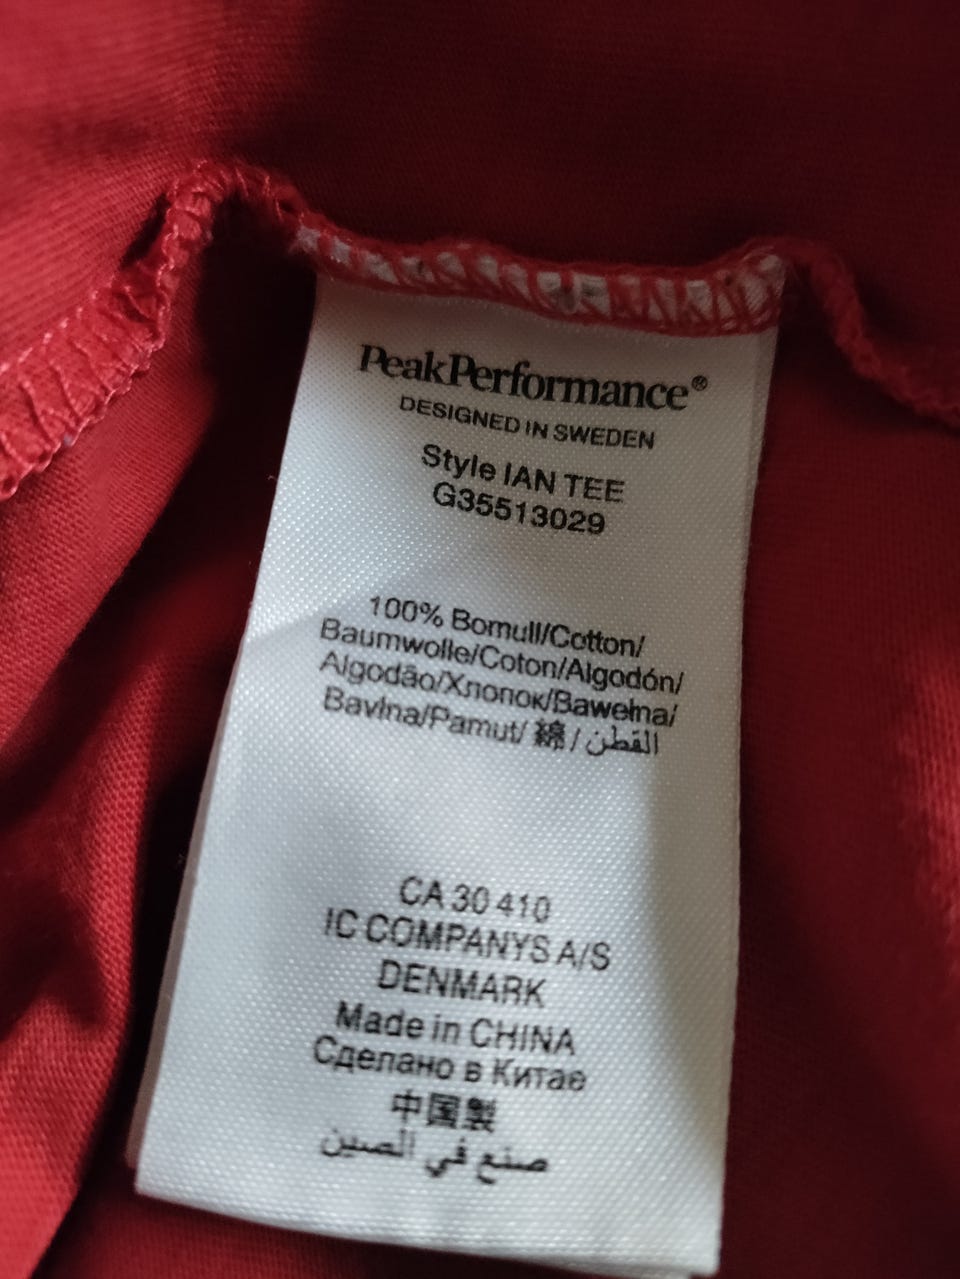 PeakPerformance®
DESIGNED IN SWEDEN
Style IAN TEE
G35513029
100% Bomull/Cotton/
Baumwolle/Coton/Algodón/
Algodão/Хлопок/Bawełna/
Bavlna/Pamut/ 綿 / القطن
CA 30 410
IC COMPANYS A/S
DENMARK
Made in CHINA
Сделано в Китае
中国製
صنع في الصين